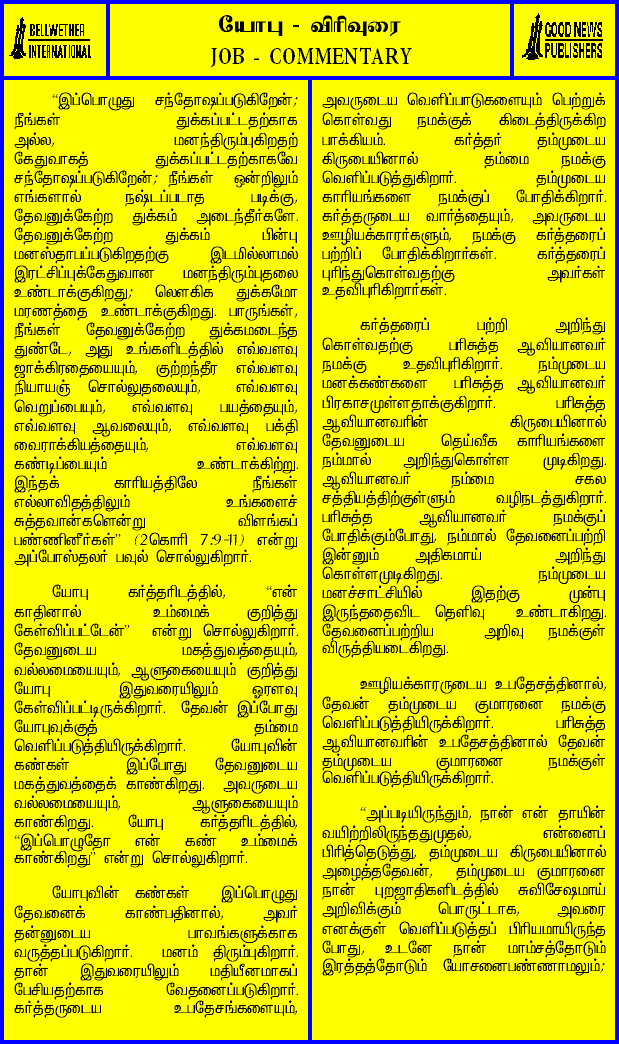 BELLWETHER
INTERNATIONAL
யோபு - விரிவுரை
JOB - COMMENTARY
GOOD NEWS
PUBLISHERS
“இப்பொழுது சந்தோஷப்படுகிறேன்;
நீங்கள் துக்கப்பட்டதற்காக
அல்ல, மனந்திரும்புகிறதற்
கேதுவாகத் துக்கப்பட்டதற்காகவே
சந்தோஷப்படுகிறேன்; நீங்கள் ஒன்றிலும்
எங்களால் நஷ்டப்படாத படிக்கு,
தேவனுக்கேற்ற துக்கம் அடைந்தீர்களே.
தேவனுக்கேற்ற துக்கம் பின்பு
மனஸ்தாபப்படுகிறதற்கு இடமில்லாமல்
இரட்சிப்புக்கேதுவான மனந்திரும்புதலை
உண்டாக்குகிறது; லௌகிக துக்கமோ
மரணத்தை உண்டாக்குகிறது. பாருங்கள்,
நீங்கள் தேவனுக்கேற்ற துக்கமடைந்த
துண்டே, அது உங்களிடத்தில் எவ்வளவு
ஜாக்கிரதையையும், குற்றந்தீர எவ்வளவு
நியாயஞ் சொல்லுதலையும், எவ்வளவு
வெறுப்பையும், எவ்வளவு பயத்தையும்,
எவ்வளவு ஆவலையும், எவ்வளவு பக்தி
வைராக்கியத்தையும், எவ்வளவு
கண்டிப்பையும் உண்டாக்கிற்று.
இந்தக் காரியத்திலே நீங்கள்
எல்லாவிதத்திலும் உங்களைச்
சுத்தவான்களென்று விளங்கப்
பண்ணினீர்கள்” (2கொரி 7:9-11) என்று
அப்போஸ்தலர் பவுல் சொல்லுகிறார்.
யோபு கர்த்தரிடத்தில், “என்
காதினால் உம்மைக் குறித்து
கேள்விப்பட்டேன்” என்று சொல்லுகிறார்.
தேவனுடைய மகத்துவத்தையும்,
வல்லமையையும், ஆளுகையையும் குறித்து
யோபு இதுவரையிலும் ஓரளவு
கேள்விப்பட்டிருக்கிறார். தேவன் இப்போது
யோபுவுக்குத் தம்மை
வெளிப்படுத்தியிருக்கிறார். யோபுவின்
கண்கள் இப்போது தேவனுடைய
மகத்துவத்தைக் காண்கிறது. அவருடைய
வல்லமையையும், ஆளுகையையும்
காண்கிறது. யோபு கர்த்தரிடத்தில்,
“இப்பொழுதோ என் கண் உம்மைக்
காண்கிறது” என்று சொல்லுகிறார்.
யோபுவின் கண்கள் இப்பொழுது
தேவனைக் காண்பதினால், அவர்
தன்னுடைய பாவங்களுக்காக
வருத்தப்படுகிறார். மனம் திரும்புகிறார்.
தான் இதுவரையிலும் மதியீனமாகப்
பேசியதற்காக வேதனைப்படுகிறார்.
கர்த்தருடைய உபதேசங்களையும்,
அவருடைய வெளிப்பாடுகளையும் பெற்றுக்
கொள்வது நமக்குக் கிடைத்திருக்கிற
பாக்கியம். கர்த்தர் தம்முடைய
கிருபையினால் தம்மை நமக்கு
வெளிப்படுத்துகிறார். தம்முடைய
காரியங்களை நமக்குப் போதிக்கிறார்.
கர்த்தருடைய வார்த்தையும், அவருடைய
ஊழியக்காரர்களும், நமக்கு கர்த்தரைப்
பற்றிப் போதிக்கிறார்கள். கர்த்தரைப்
புரிந்துகொள்வதற்கு அவர்கள்
உதவிபுரிகிறார்கள்.
கர்த்தரைப் பற்றி அறிந்து
கொள்வதற்கு பரிசுத்த ஆவியானவர்
நமக்கு உதவிபுரிகிறார். நம்முடைய
மனக்கண்களை பரிசுத்த ஆவியானவர்
பிரகாசமுள்ளதாக்குகிறார். பரிசுத்த
ஆவியானவரின் கிருபையினால்
தேவனுடைய தெய்வீக காரியங்களை
நம்மால் அறிந்துகொள்ள முடிகிறது.
ஆவியானவர் நம்மை சகல
சத்தியத்திற்குள்ளும் வழிநடத்துகிறார்.
பரிசுத்த ஆவியானவர் நமக்குப்
போதிக்கும்போது, நம்மால் தேவனைப்பற்றி
இன்னும் அதிகமாய் அறிந்து
கொள்ளமுடிகிறது. நம்முடைய
மனச்சாட்சியில் இதற்கு முன்பு
இருந்ததைவிட தெளிவு உண்டாகிறது.
தேவனைப்பற்றிய அறிவு நமக்குள்
விருத்தியடைகிறது.
ஊழியக்காரருடைய உபதேசத்தினால்,
தேவன் தம்முடைய குமாரனை நமக்கு
வெளிப்படுத்தியிருக்கிறார். பரிசுத்த
ஆவியானவரின் உபதேசத்தினால் தேவன்
தம்முடைய குமாரனை நமக்குள்
வெளிப்படுத்தியிருக்கிறார்.
“அப்படியிருந்தும், நான் என் தாயின்
வயிற்றிலிருந்ததுமுதல், என்னைப்
பிரித்தெடுத்து, தம்முடைய கிருபையினால்
அழைத்ததேவன், தம்முடைய குமாரனை
நான் புறஜாதிகளிடத்தில் சுவிசேஷமாய்
அறிவிக்கும் பொருட்டாக, அவரை
எனக்குள் வெளிப்படுத்தப் பிரியமாயிருந்த
போது, உடனே நான் மாம்சத்தோடும்
இரத்தத்தோடும் யோசனைபண்ணாமலும்;